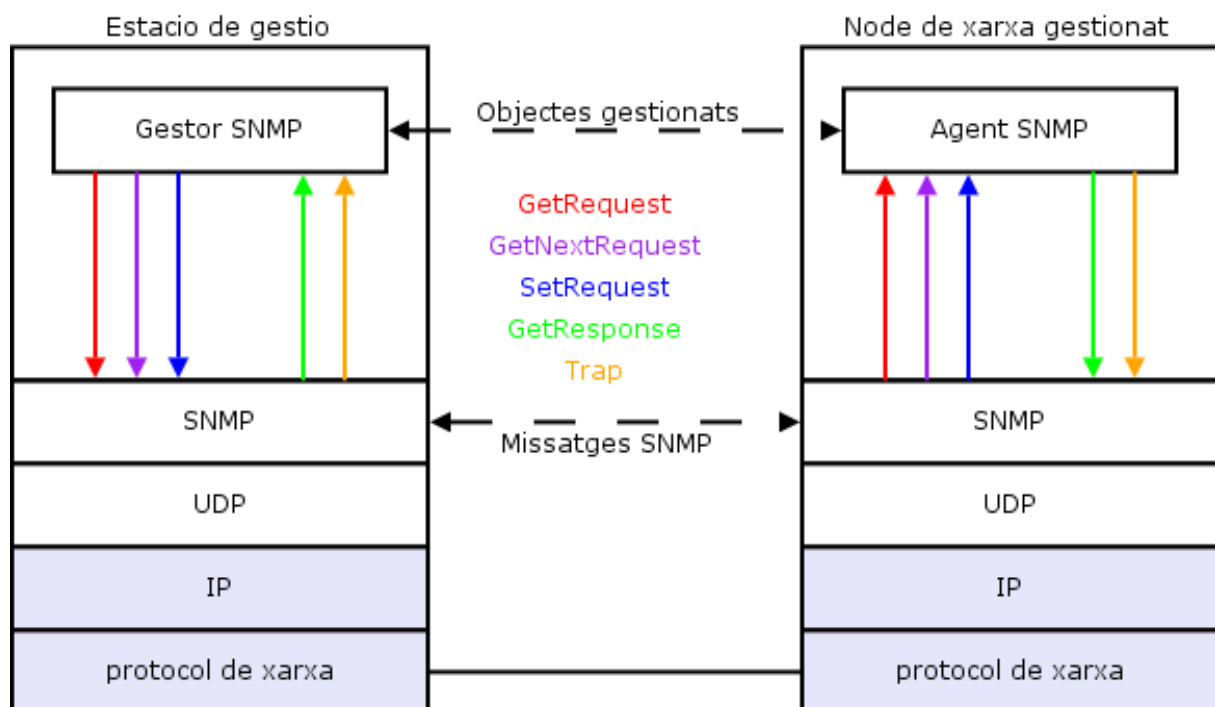 Estacio de gestio
Node de xarxa gestionat
Gestor SNMP
Objectes gestionats
Agent SNMP
GetRequest
GetNextRequest
SetRequest
GetResponse
Trap
SNMP
Missatges SNMP
SNMP
UDP
UDP
IP
IP
protocol de xarxa
protocol de xarxa